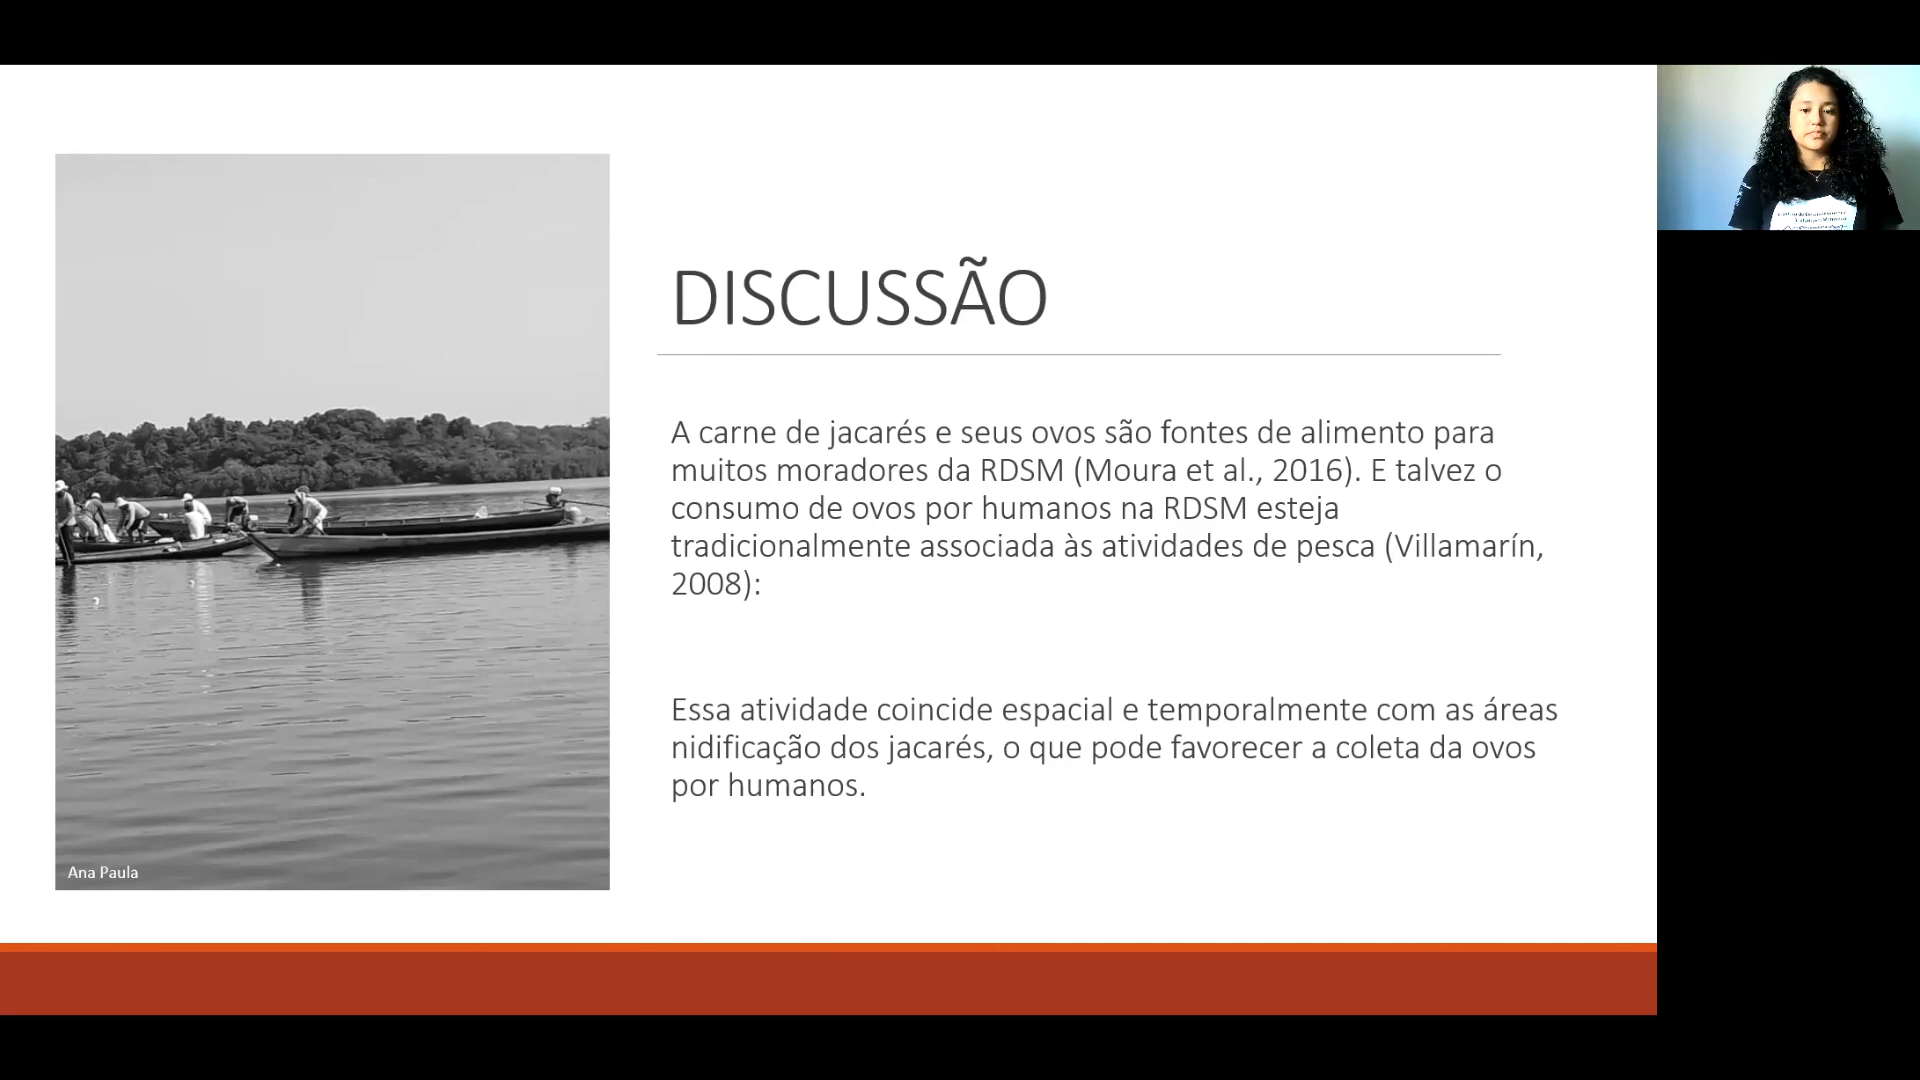 DISCUSSÃO
A carne de jacarés e seus ovos são fontes de alimento para
muitos moradores da RDSM (Moura et al., 2016). E talvez o
consumo de ovos por humanos na RDSM esteja
tradicionalmente associada às atividades de pesca (Villamarín,
2008):
Essa atividade coincide espacial e temporalmente com as áreas
nidificação dos jacarés, o que pode favorecer a coleta da ovos
por humanos.
Ana Paula